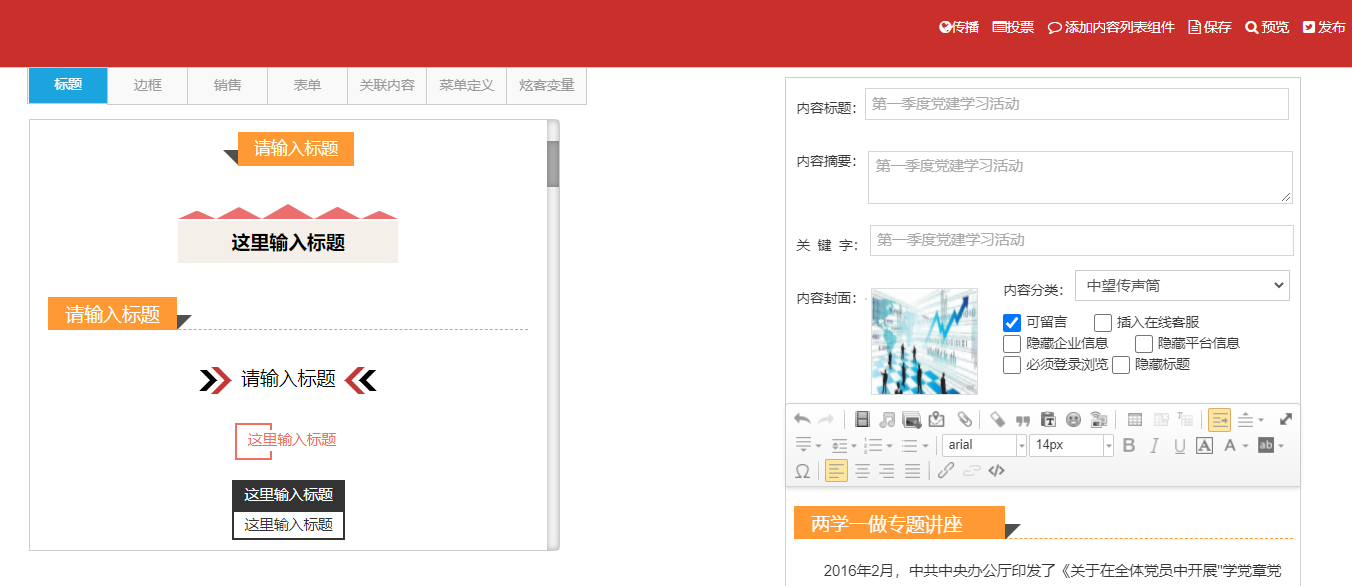 传播 投票 添加内容列表组件 保存 预览 发布
标题 边框 销售 表单 关联内容 菜单定义 炫客变量
请输入标题
这里输入标题
请输入标题
请输入标题
这里输入标题
这里输入标题
这里输入标题
内容标题： 第一季度党建学习活动
内容摘要： 第一季度党建学习活动
关 键 字： 第一季度党建学习活动
内容封面：
内容分类： 中望传声筒
可留言 插入在线客服
隐藏企业信息 隐藏平台信息
必须登录浏览 隐藏标题
arial 14px B I U A A ab
Ω
两学一做专题讲座
2016年2月，中共中央办公厅印发了《关于在全体党员中开展"学党章党